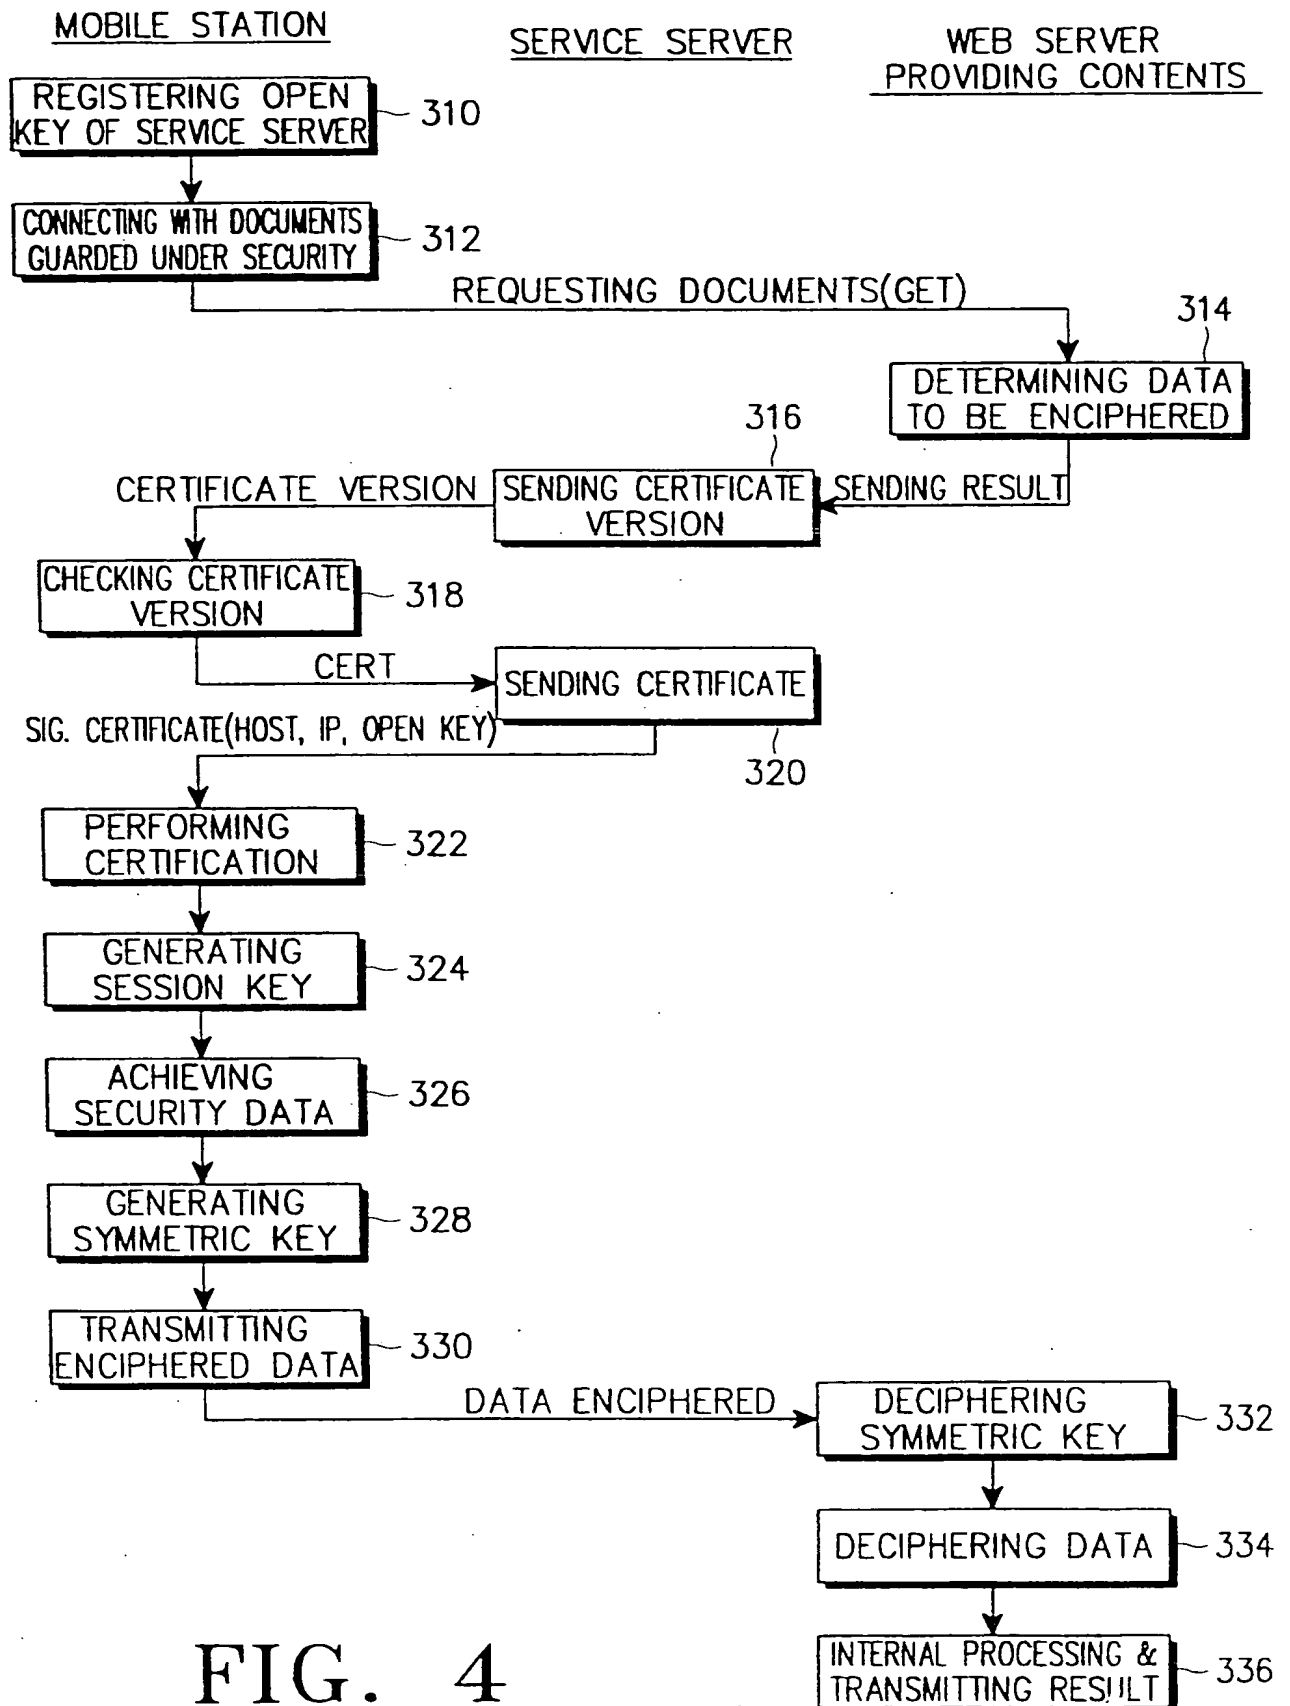 MOBILE STATION
SERVICE SERVER
WEB SERVER
PROVIDING CONTENTS
REGISTERING OPEN
KEY OF SERVICE SERVER
310
CONNECTING WITH DOCUMENTS
GUARDED UNDER SECURITY
312
REQUESTING DOCUMENTS(GET)
314
DETERMINING DATA
TO BE ENCIPHERED
316
CERTIFICATE VERSION
SENDING CERTIFICATE
VERSION
SENDING RESULT
CHECKING CERTIFICATE
VERSION
318
CERT
SENDING CERTIFICATE
SIG. CERTIFICATE(HOST, IP, OPEN KEY)
320
PERFORMING
CERTIFICATION
322
GENERATING
SESSION KEY
324
ACHIEVING
SECURITY DATA
326
GENERATING
SYMMETRIC KEY
328
TRANSMITTING
ENCIPHERED DATA
330
DATA ENCIPHERED
DECIPHERING
SYMMETRIC KEY
332
DECIPHERING DATA
334
INTERNAL PROCESSING &
TRANSMITTING RESULT
336
FIG. 4